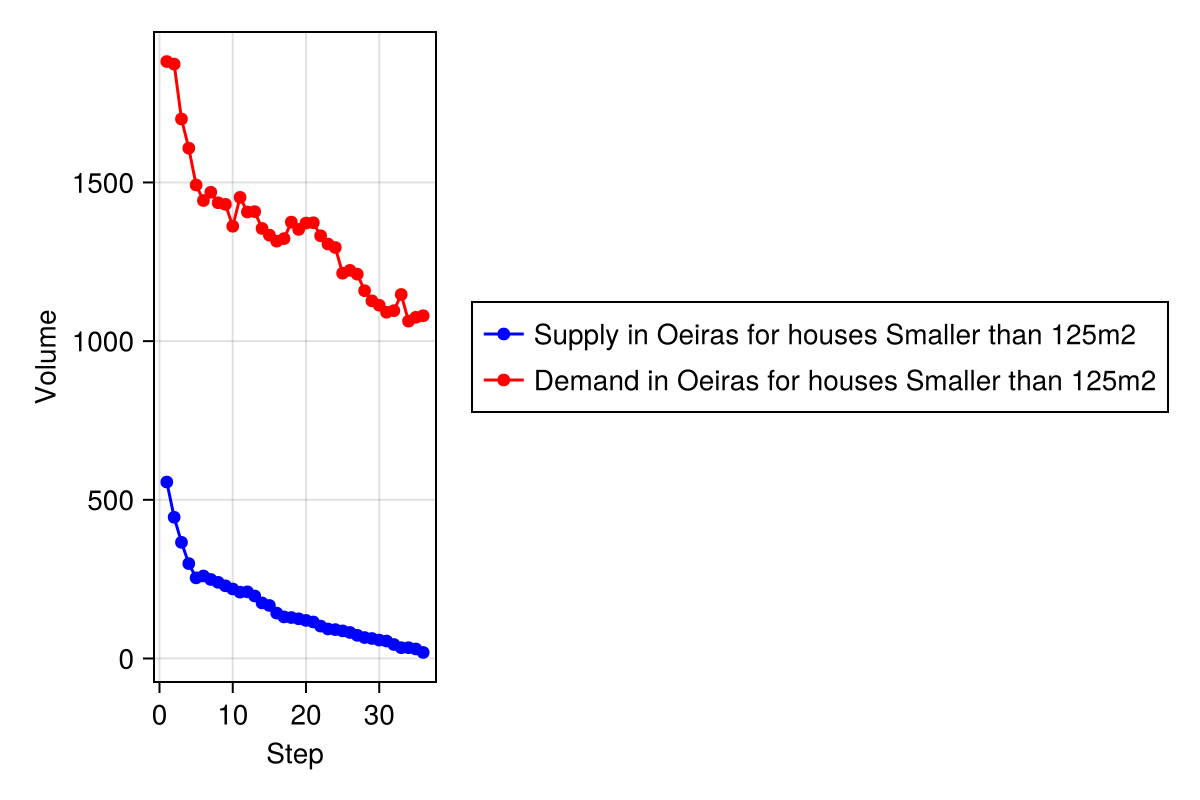 Volume
1500
1000
500
0
0 10 20 30
Step
Supply in Oeiras for houses Smaller than 125m2
Demand in Oeiras for houses Smaller than 125m2